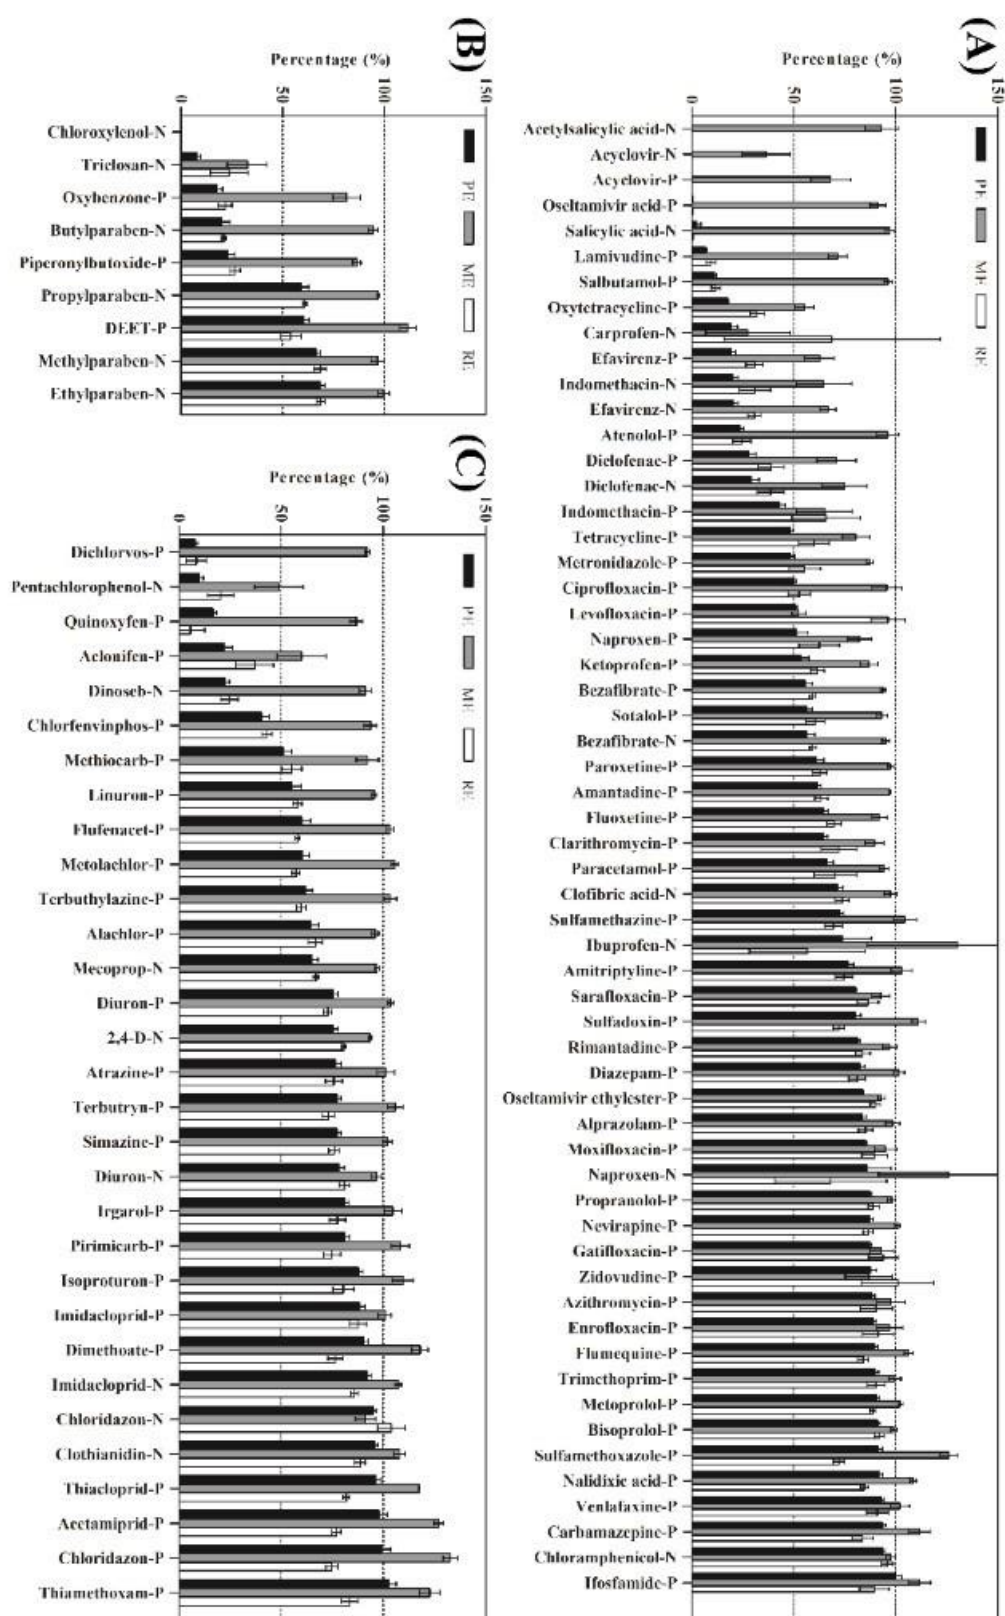 (A)
Percentage (%)
0
50
100
150
PE
ME
RE
Acetylsalicylic acid-N
Acyclovir-N
Acyclovir-P
Oseltamivir acid-P
Salicylic acid-N
Lamivudine-P
Salbutamol-P
Oxytetracycline-P
Carprofen-N
Efavirenz-P
Indomethacin-N
Efavirenz-N
Atenolol-P
Diclofenac-P
Diclofenac-N
Indomethacin-P
Tetracycline-P
Metronidazole-P
Ciprofloxacin-P
Levofloxacin-P
Naproxen-P
Ketoprofen-P
Bezafibrate-P
Sotalol-P
Bezafibrate-N
Paroxetine-P
Amantadine-P
Fluoxetine-P
Clarithromycin-P
Paracetamol-P
Clofibric acid-N
Sulfamethazine-P
Ibuprofen-N
Amitriptyline-P
Sarafloxacin-P
Sulfadoxin-P
Rimantadine-P
Diazepam-P
Oseltamivir ethylester-P
Alprazolam-P
Moxifloxacin-P
Naproxen-N
Propranolol-P
Nevirapine-P
Gatifloxacin-P
Zidovudine-P
Azithromycin-P
Enrofloxacin-P
Flumequine-P
Trimethoprim-P
Metoprolol-P
Bisoprolol-P
Sulfamethoxazole-P
Nalidixic acid-P
Venlafaxine-P
Carbamazepine-P
Chloramphenicol-N
Ifosfamide-P
(B)
Percentage (%)
0
50
100
150
PE
ME
RE
Chloroxylenol-N
Triclosan-N
Oxybenzone-P
Butylparaben-N
Piperonylbutoxide-P
Propylparaben-N
DEET-P
Methylparaben-N
Ethylparaben-N
(C)
Percentage (%)
0
50
100
150
PE
ME
RE
Dichlorvos-P
Pentachlorophenol-N
Quinoxyfen-P
Aclonifen-P
Dinoseb-N
Chlorfenvinphos-P
Methiocarb-P
Linuron-P
Flufenacet-P
Metolachlor-P
Terbuthylazine-P
Alachlor-P
Mecoprop-N
Diuron-P
2,4-D-N
Atrazine-P
Terbutryn-P
Simazine-P
Diuron-N
Irgarol-P
Pirimicarb-P
Isoproturon-P
Imidacloprid-P
Dimethoate-P
Imidacloprid-N
Chloridazon-N
Clothianidin-N
Thiacloprid-P
Acetamiprid-P
Chloridazon-P
Thiamethoxam-P